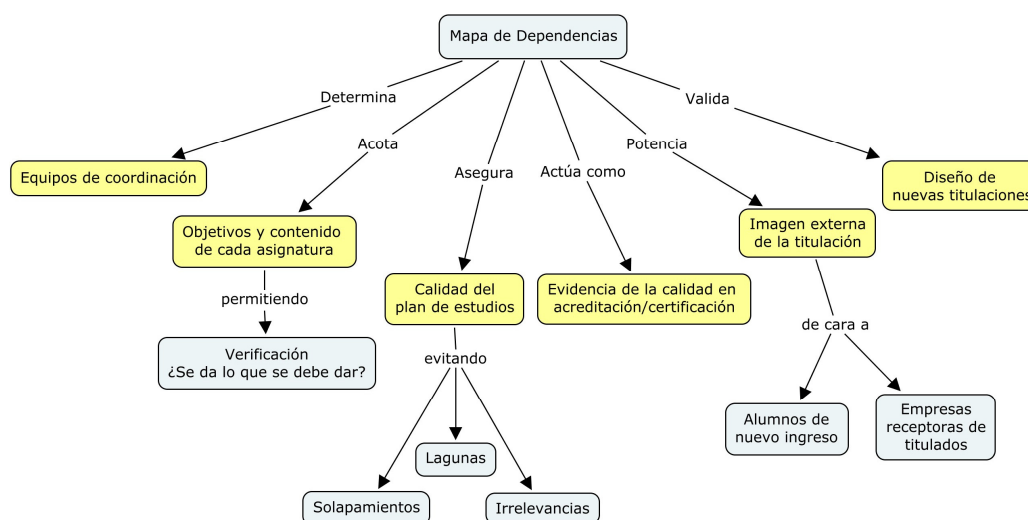 Mapa de Dependencias
Determina
Valida
Acota
Potencia
Asegura
Actúa como
Equipos de coordinación
Diseño de
nuevas titulaciones
Objetivos y contenido
de cada asignatura
Imagen externa
de la titulación
Calidad del
plan de estudios
Evidencia de la calidad en
acreditación/certificación
permitiendo
de cara a
Verificación
¿Se da lo que se debe dar?
evitando
Alumnos de
nuevo ingreso
Empresas
receptoras de
titulados
Lagunas
Solapamientos
Irrelevancias